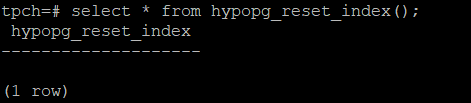 tpch=# select * from hypopg_reset_index();
 hypopg_reset_index
--------------------

(1 row)